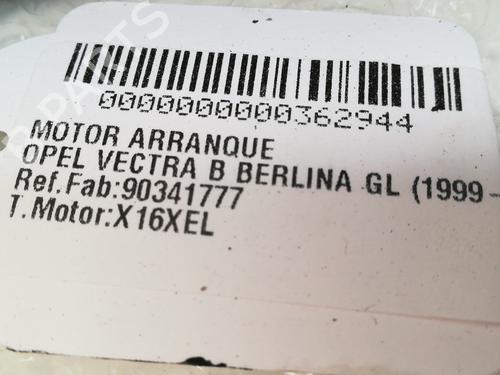 0000000000362944
MOTOR ARRANQUE
OPEL VECTRA B BERLINA GL (1999 -
Ref.Fab:90341777
T.Motor:X16XEL